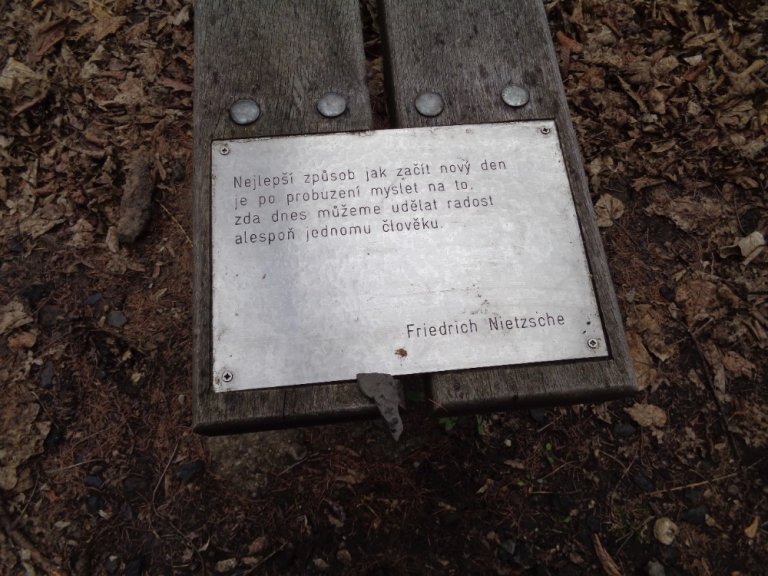 Nejlepší způsob jak začít nový den
je po probuzení myslet na to,
zda dnes můžeme udělat radost
alespoň jednomu člověku.
Friedrich Nietzsche